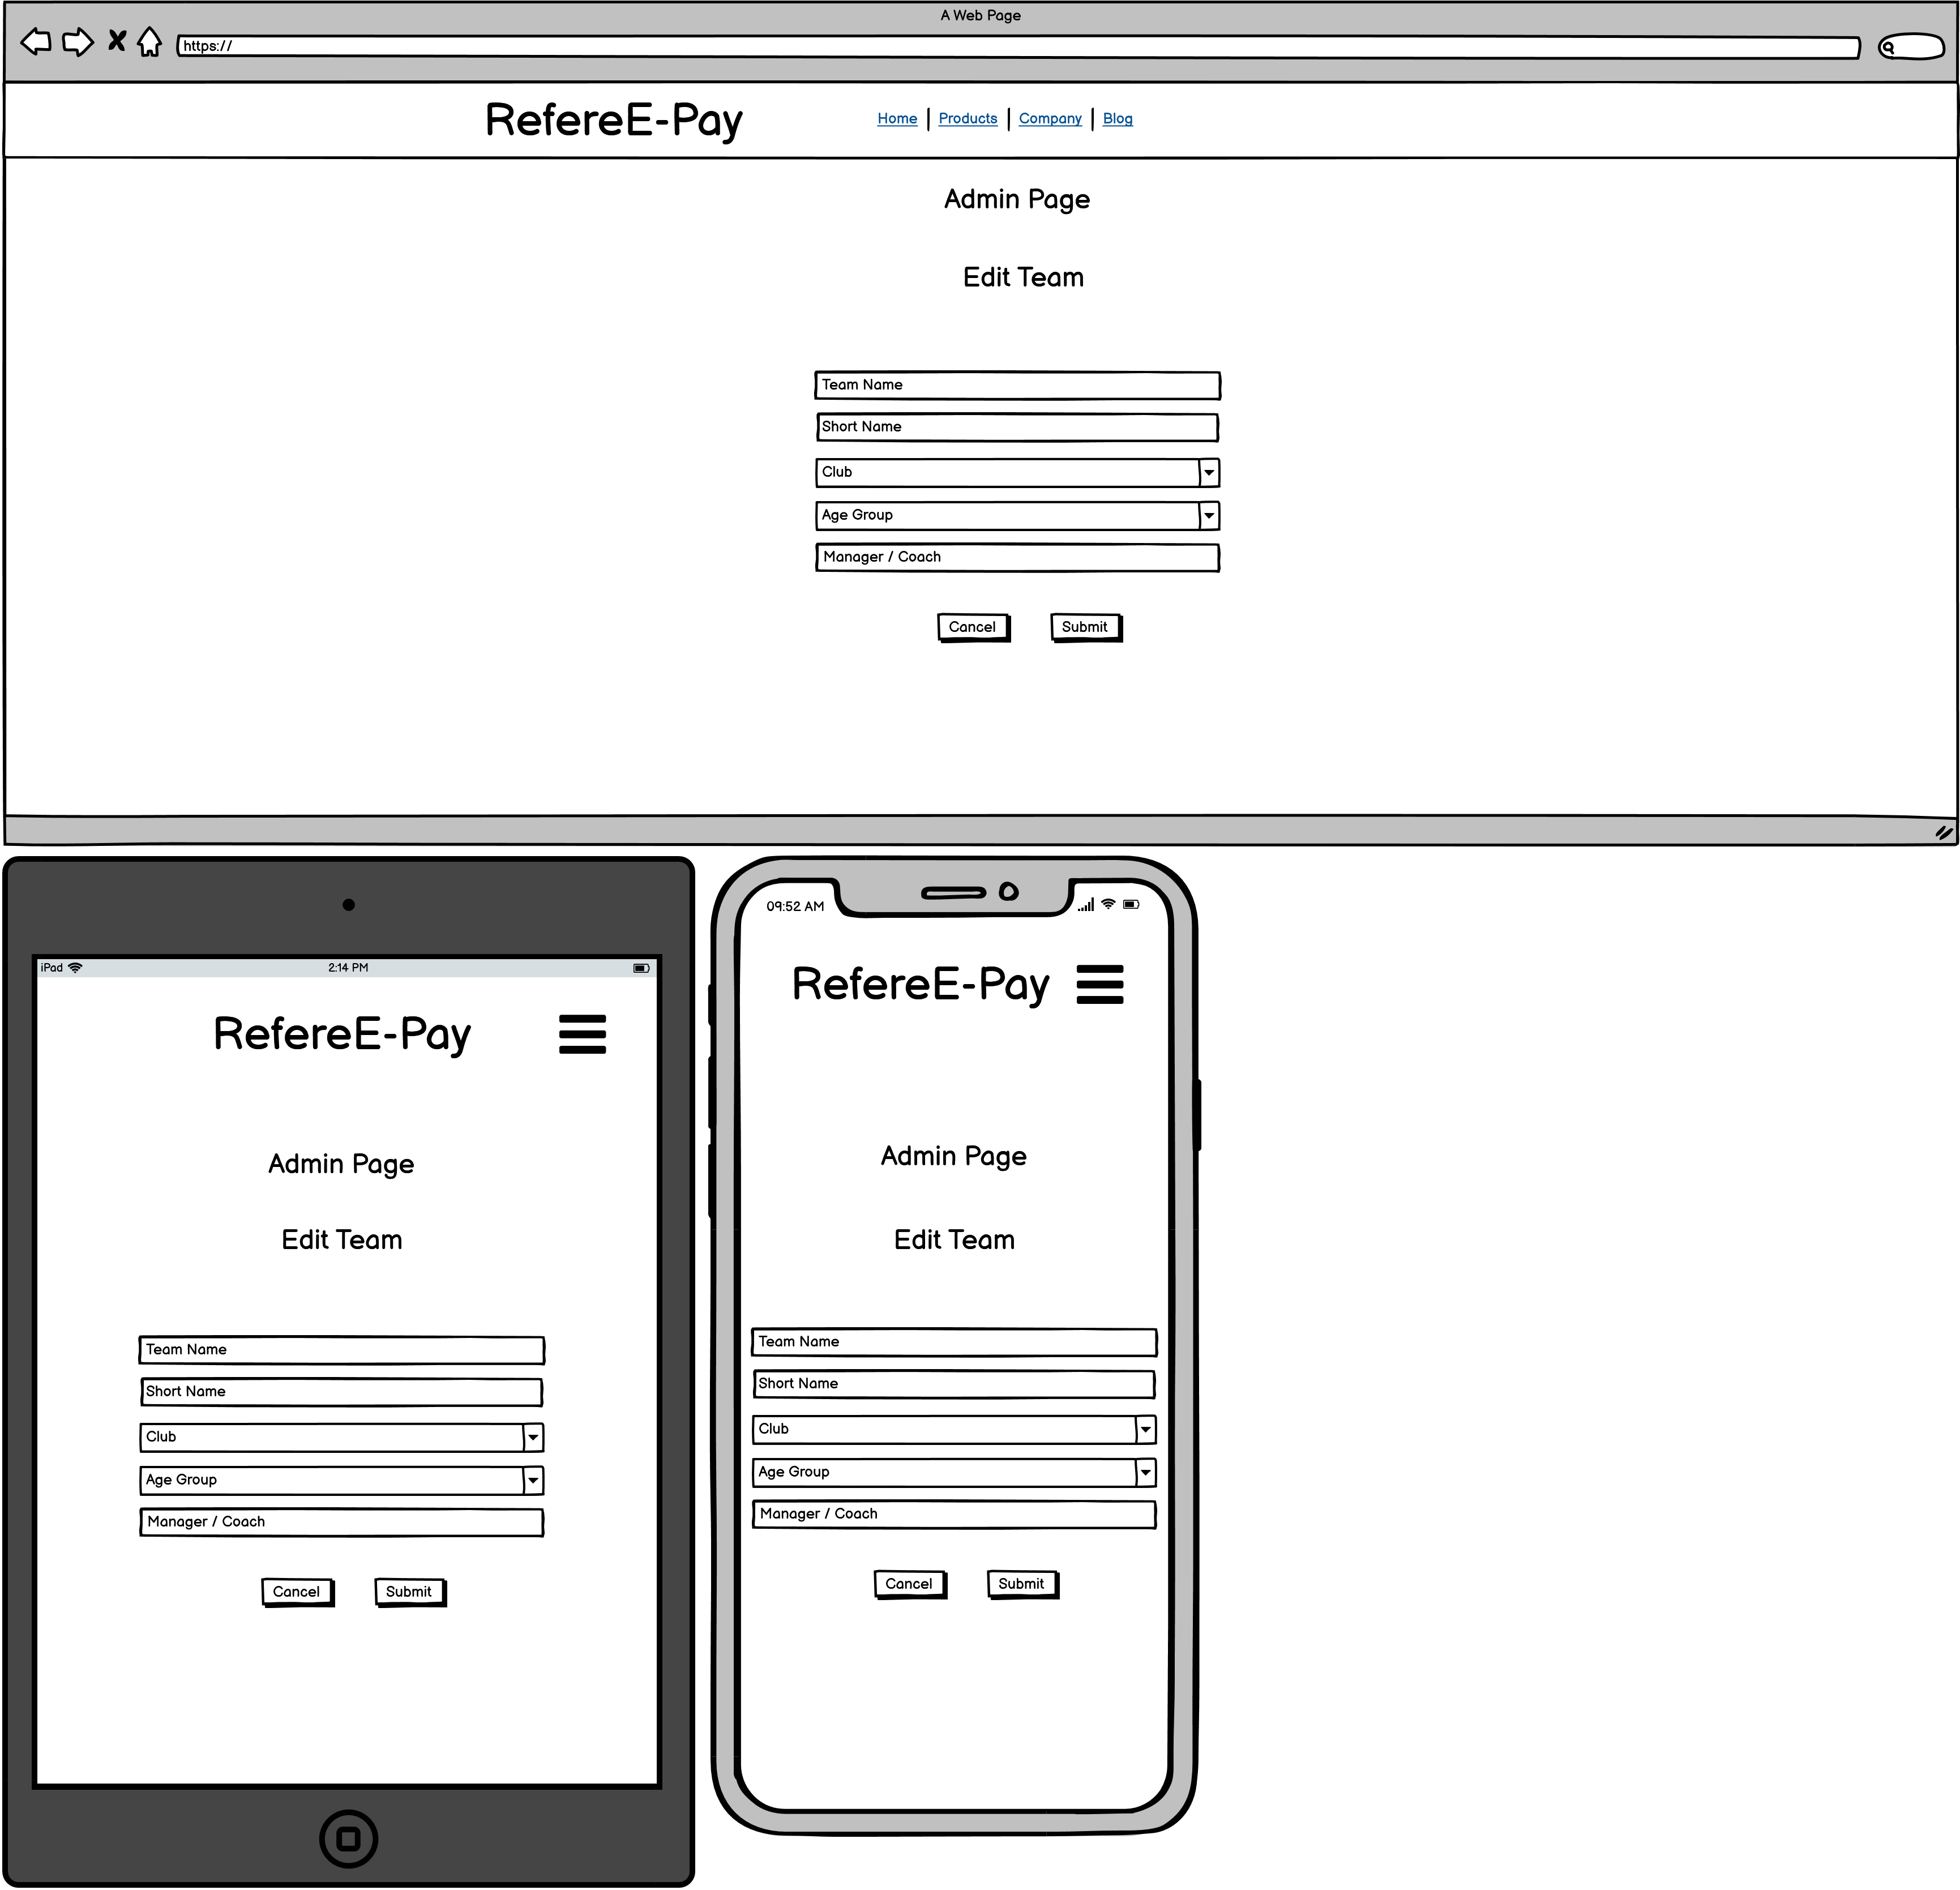 A Web Page
https://
RefereE-Pay
Home | Products | Company | Blog
Admin Page
Edit Team
Team Name
Short Name
Club
Age Group
Manager / Coach
Cancel Submit
iPad 2:14 PM
RefereE-Pay
Admin Page
Edit Team
Team Name
Short Name
Club
Age Group
Manager / Coach
Cancel Submit
09:52 AM
RefereE-Pay
Admin Page
Edit Team
Team Name
Short Name
Club
Age Group
Manager / Coach
Cancel Submit